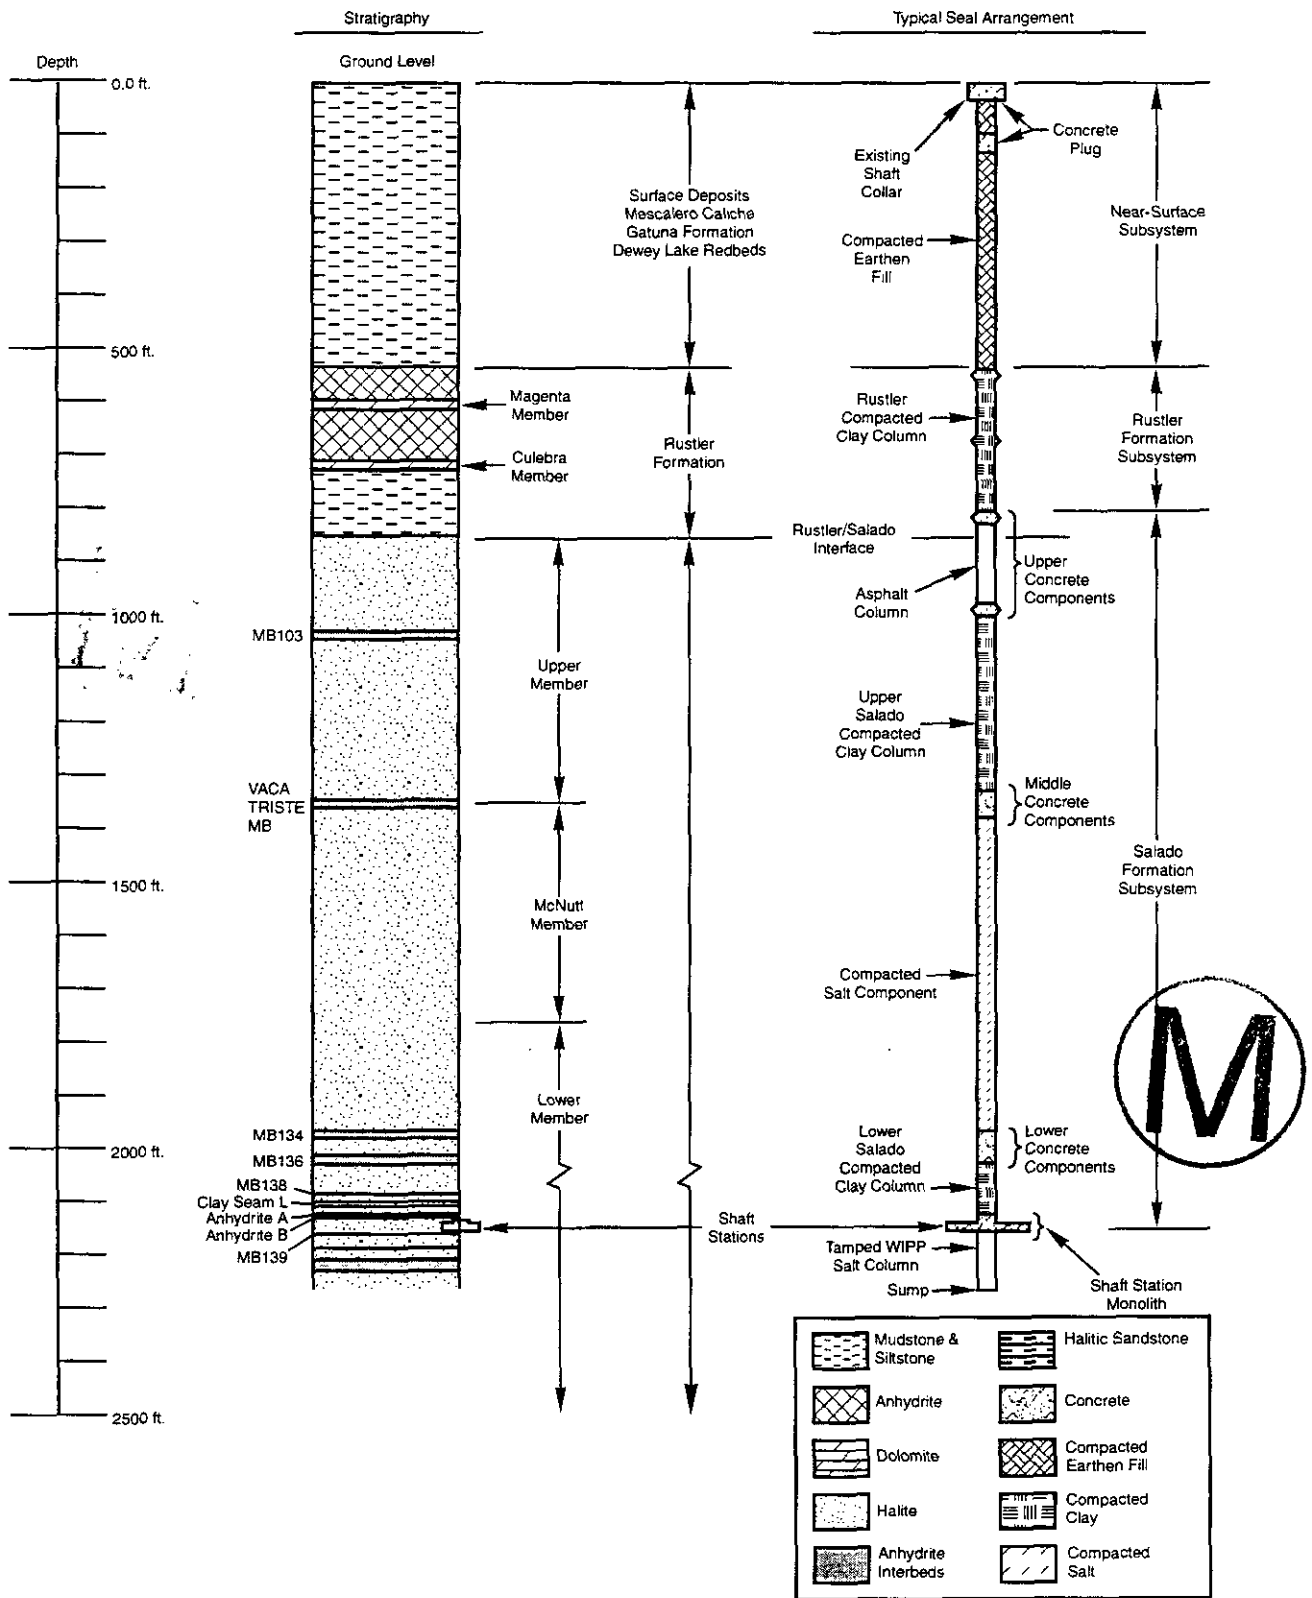 Stratigraphy
Typical Seal Arrangement
Depth
Ground Level
0.0 ft.
500 ft.
1000 ft.
1500 ft.
2000 ft.
2500 ft.
MB103
VACA
TRISTE
MB
MB134
MB136
MB138
Clay Seam L
Anhydrite A
Anhydrite B
MB139
Magenta
Member
Culebra
Member
Upper
Member
McNutt
Member
Lower
Member
Surface Deposits
Mescalero Caliche
Gatuna Formation
Dewey Lake Redbeds
Rustler
Formation
Shaft
Stations
Existing
Shaft
Collar
Concrete
Plug
Compacted
Earthen
Fill
Rustler
Compacted
Clay Column
Rustler/Salado
Interface
Asphalt
Column
Upper
Concrete
Components
Upper
Salado
Compacted
Clay Column
Middle
Concrete
Components
Compacted
Salt Component
Lower
Salado
Compacted
Clay Column
Lower
Concrete
Components
Tamped WIPP
Salt Column
Sump
Shaft Station
Monolith
Near-Surface
Subsystem
Rustler
Formation
Subsystem
Salado
Formation
Subsystem
M
Mudstone &
Siltstone
Anhydrite
Dolomite
Halite
Anhydrite
Interbeds
Halitic Sandstone
Concrete
Compacted
Earthen Fill
Compacted
Clay
Compacted
Salt